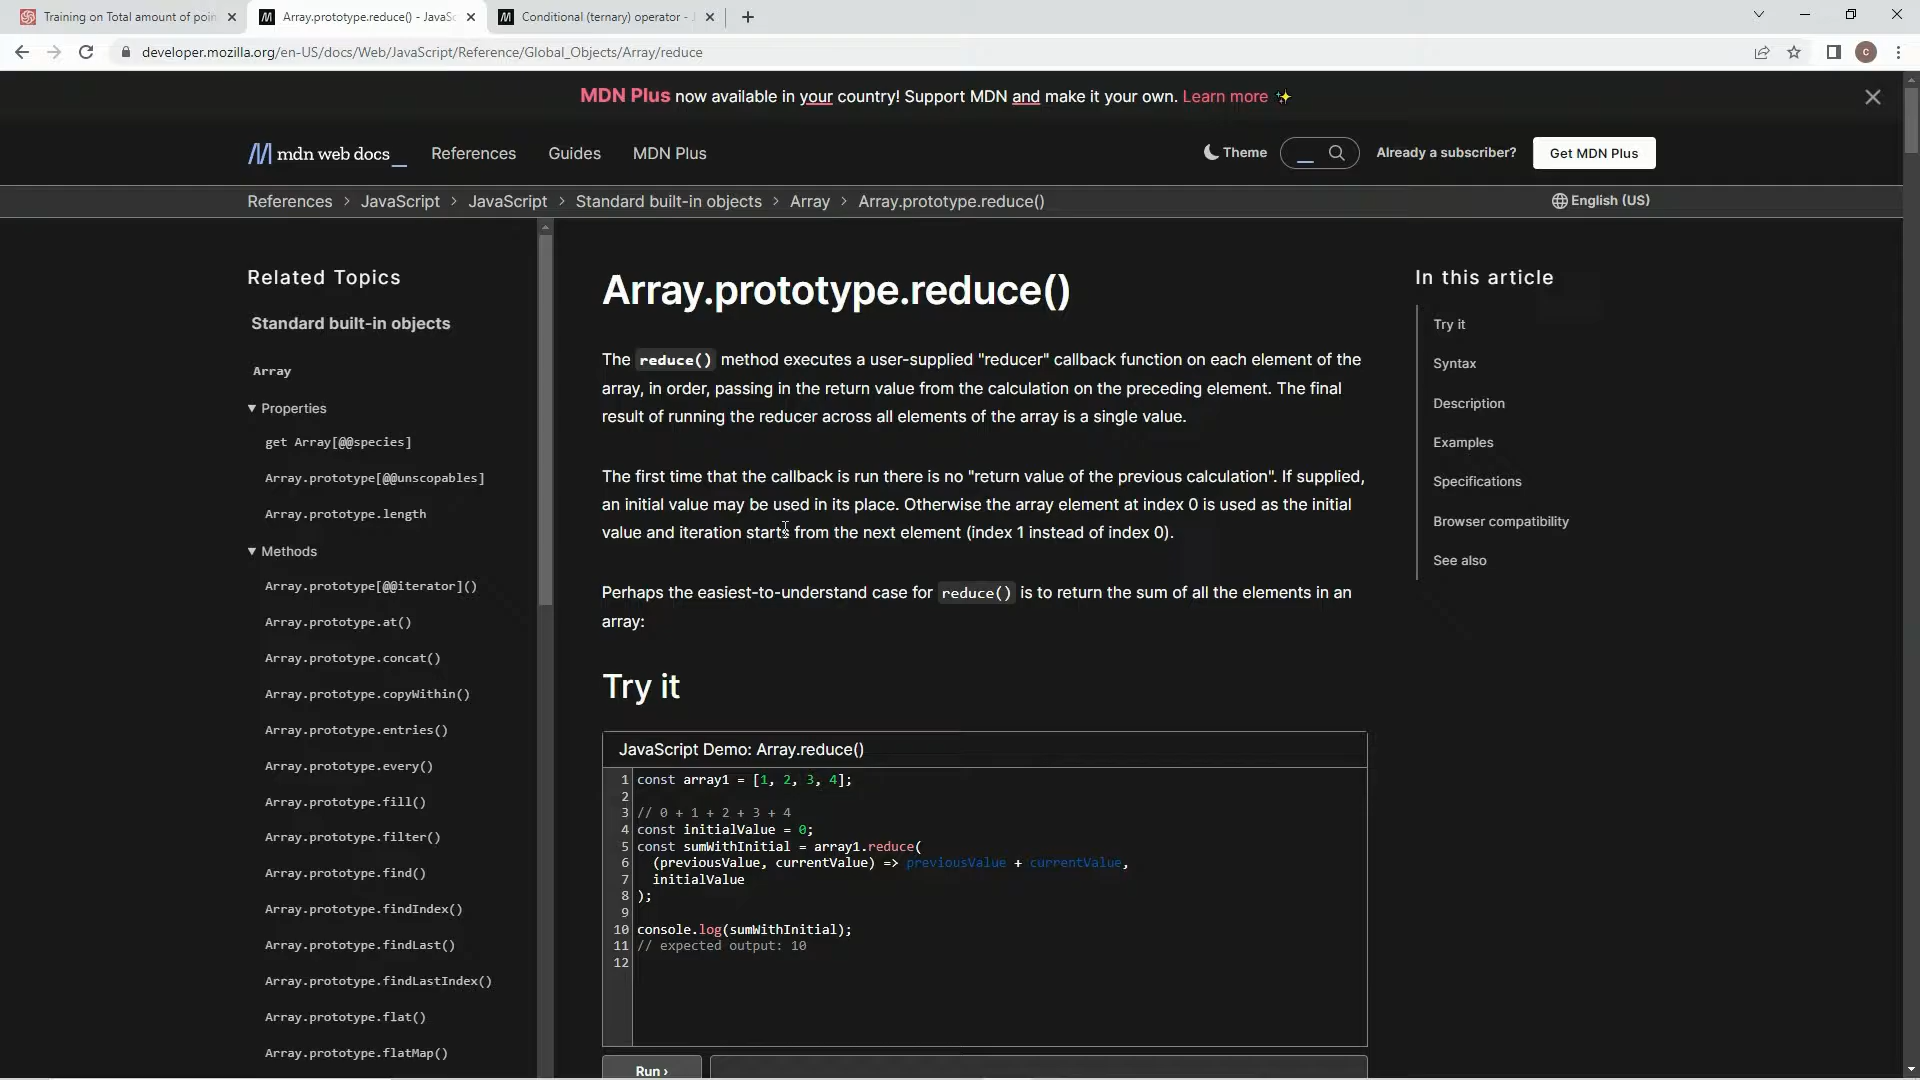 Training on Total amount of poin
Array.prototype.reduce() - JavaSc
Conditional (ternary) operator - J
developer.mozilla.org/en-US/docs/Web/JavaScript/Reference/Global_Objects/Array/reduce
c
MDN Plus now available in your country! Support MDN and make it your own. Learn more ✨
mdn web docs_
References
Guides
MDN Plus
Theme
Already a subscriber?
Get MDN Plus
References > JavaScript > JavaScript > Standard built-in objects > Array > Array.prototype.reduce()
English (US)
Related Topics
Standard built-in objects
Array
▼ Properties
get Array[@@species]
Array.prototype[@@unscopables]
Array.prototype.length
▼ Methods
Array.prototype[@@iterator]()
Array.prototype.at()
Array.prototype.concat()
Array.prototype.copyWithin()
Array.prototype.entries()
Array.prototype.every()
Array.prototype.fill()
Array.prototype.filter()
Array.prototype.find()
Array.prototype.findIndex()
Array.prototype.findLast()
Array.prototype.findLastIndex()
Array.prototype.flat()
Array.prototype.flatMap()
Array.prototype.reduce()
The reduce() method executes a user-supplied "reducer" callback function on each element of the
array, in order, passing in the return value from the calculation on the preceding element. The final
result of running the reducer across all elements of the array is a single value.
The first time that the callback is run there is no "return value of the previous calculation". If supplied,
an initial value may be used in its place. Otherwise the array element at index 0 is used as the initial
value and iteration starts from the next element (index 1 instead of index 0).
Perhaps the easiest-to-understand case for reduce() is to return the sum of all the elements in an
array:
Try it
JavaScript Demo: Array.reduce()
1 const array1 = [1, 2, 3, 4];
2
3 // 0 + 1 + 2 + 3 + 4
4 const initialValue = 0;
5 const sumWithInitial = array1.reduce(
6 (previousValue, currentValue) => previousValue + currentValue,
7 initialValue
8 );
9
10 console.log(sumWithInitial);
11 // expected output: 10
12
Run ›
In this article
Try it
Syntax
Description
Examples
Specifications
Browser compatibility
See also